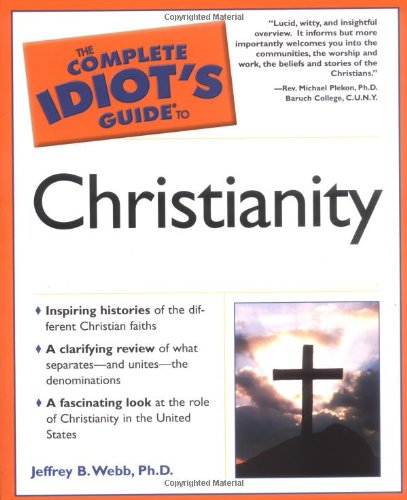 Copyrighted Material
THE
COMPLETE
IDIOT'S
GUIDE® TO
"Lucid, witty, and insightful
overview. It informs but more
importantly welcomes you into
the communities, the worship and
work, the beliefs and stories of the
Christians."
—Rev. Michael Plekon, Ph.D.
Baruch College, C.U.N.Y.
Christianity
♦ Inspiring histories of the dif-
ferent Christian faiths
♦ A clarifying review of what
separates—and unites—the
denominations
♦ A fascinating look at the role
of Christianity in the United
States
Jeffrey B. Webb, Ph.D.
Copyrighted Material